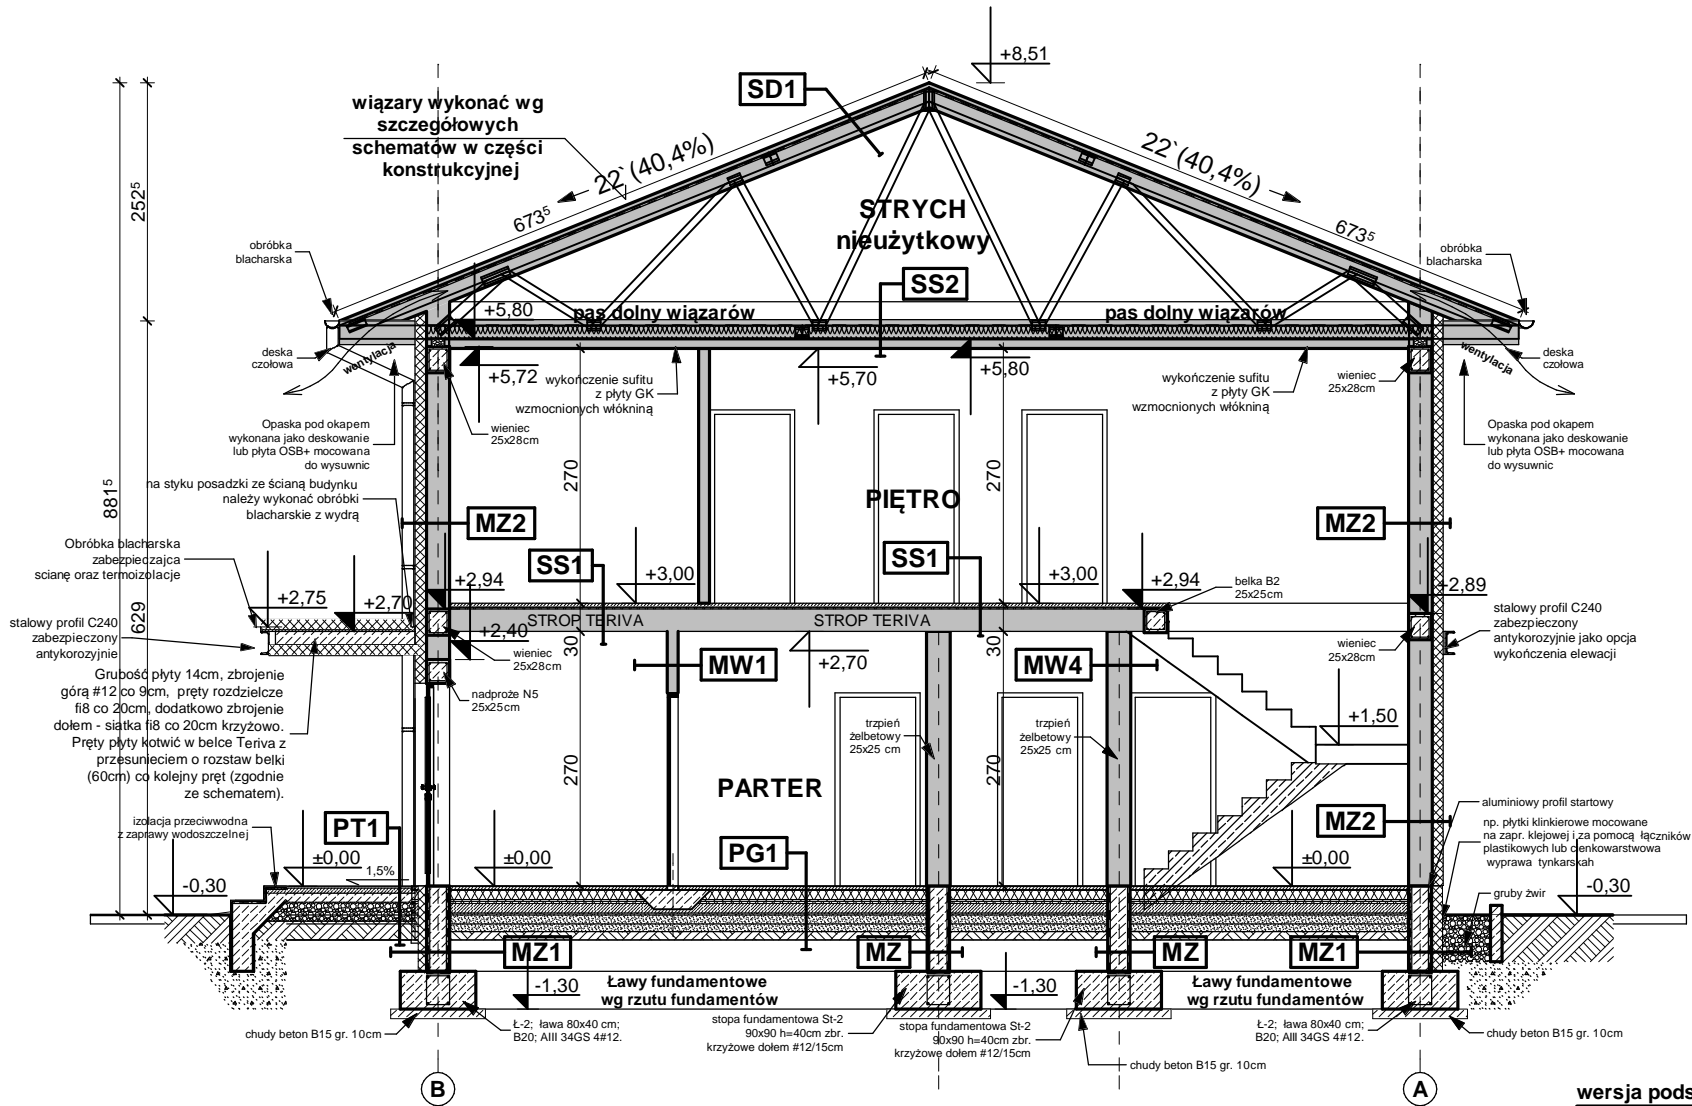 +8,51
SD1
wiązary wykonać wg
szczegółowych
schematów w części
konstrukcyjnej
22`(40,4%)
22`(40,4%)
673⁵
673⁵
252⁵
STRYCH
nieużytkowy
SS2
obróbka
blacharska
obróbka
blacharska
+5,80
pas dolny wiązarów
pas dolny wiązarów
deska
czołowa
wentylacja
+5,72
wykończenie sufitu
z płyty GK
wzmocnionych włókniną
+5,70
+5,80
wykończenie sufitu
z płyty GK
wzmocnionych włókniną
wieniec
25x28cm
wentylacja
deska
czołowa
wieniec
25x28cm
Opaska pod okapem
wykonana jako deskowanie
lub płyta OSB+ mocowana
do wysuwnic
Opaska pod okapem
wykonana jako deskowanie
lub płyta OSB+ mocowana
do wysuwnic
270
270
881⁵
629
na styku posadzki ze ścianą budynku
należy wykonać obróbki
blacharskie z wydrą
PIĘTRO
MZ2
MZ2
Obróbka blacharska
zabezpieczajca
scianę oraz termoizolacje
SS1
SS1
+2,75
+2,70
+2,94
+3,00
+3,00
+2,94
belka B2
25x25cm
+2,89
stalowy profil C240
zabezpieczony
antykorozyjnie
+2,40
STROP TERIVA
STROP TERIVA
30
30
wieniec
25x28cm
wieniec
25x28cm
stalowy profil C240
zabezpieczony
antykorozyjnie jako opcja
wykończenia elewacji
MW1
+2,70
MW4
Grubość płyty 14cm, zbrojenie
górą #12 co 9cm, pręty rozdzielcze
fi8 co 20cm, dodatkowo zbrojenie
dołem - siatka fi8 co 20cm krzyżowo.
Pręty płyty kotwić w belce Teriva z
przesunieciem o rozstaw belki
(60cm) co kolejny pręt (zgodnie
ze schematem).
nadproże N5
25x25cm
trzpień
żelbetowy
25x25 cm
trzpień
żelbetowy
25x25 cm
+1,50
270
270
PARTER
izolacja przeciwwodna
z zaprawy wodoszczelnej
PT1
PG1
MZ2
aluminiowy profil startowy
np. płytki klinkierowe mocowane
na zapr. klejowej i za pomocą łączników
plastikowych lub cienkowarstwowa
wyprawa tynkarskah
-0,30
±0,00
1,5%
±0,00
±0,00
gruby żwir
-0,30
MZ1
MZ
MZ
MZ1
-1,30
Ławy fundamentowe
wg rzutu fundamentów
-1,30
Ławy fundamentowe
wg rzutu fundamentów
chudy beton B15 gr. 10cm
Ł-2; ława 80x40 cm;
B20; AIII 34GS 4#12.
stopa fundamentowa St-2
90x90 h=40cm zbr.
krzyżowe dołem #12/15cm
stopa fundamentowa St-2
90x90 h=40cm zbr.
krzyżowe dołem #12/15cm
chudy beton B15 gr. 10cm
Ł-2; ława 80x40 cm;
B20; AIII 34GS 4#12.
chudy beton B15 gr. 10cm
B
A
wersja pods